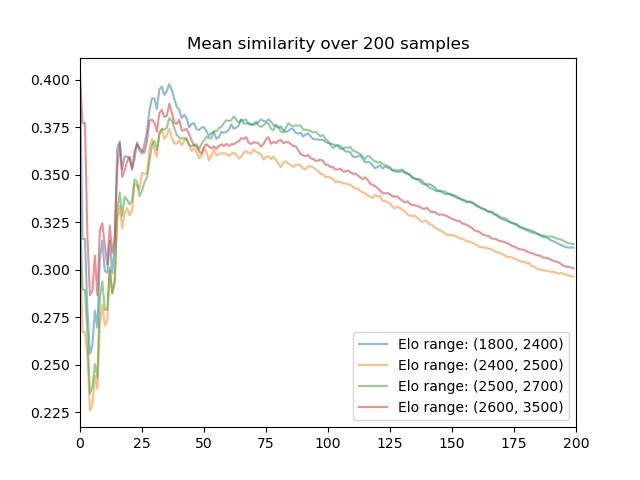 Mean similarity over 200 samples
0.400
0.375
0.350
0.325
0.300
0.275
0.250
0.225
0 25 50 75 100 125 150 175 200
Elo range: (1800, 2400)
Elo range: (2400, 2500)
Elo range: (2500, 2700)
Elo range: (2600, 3500)